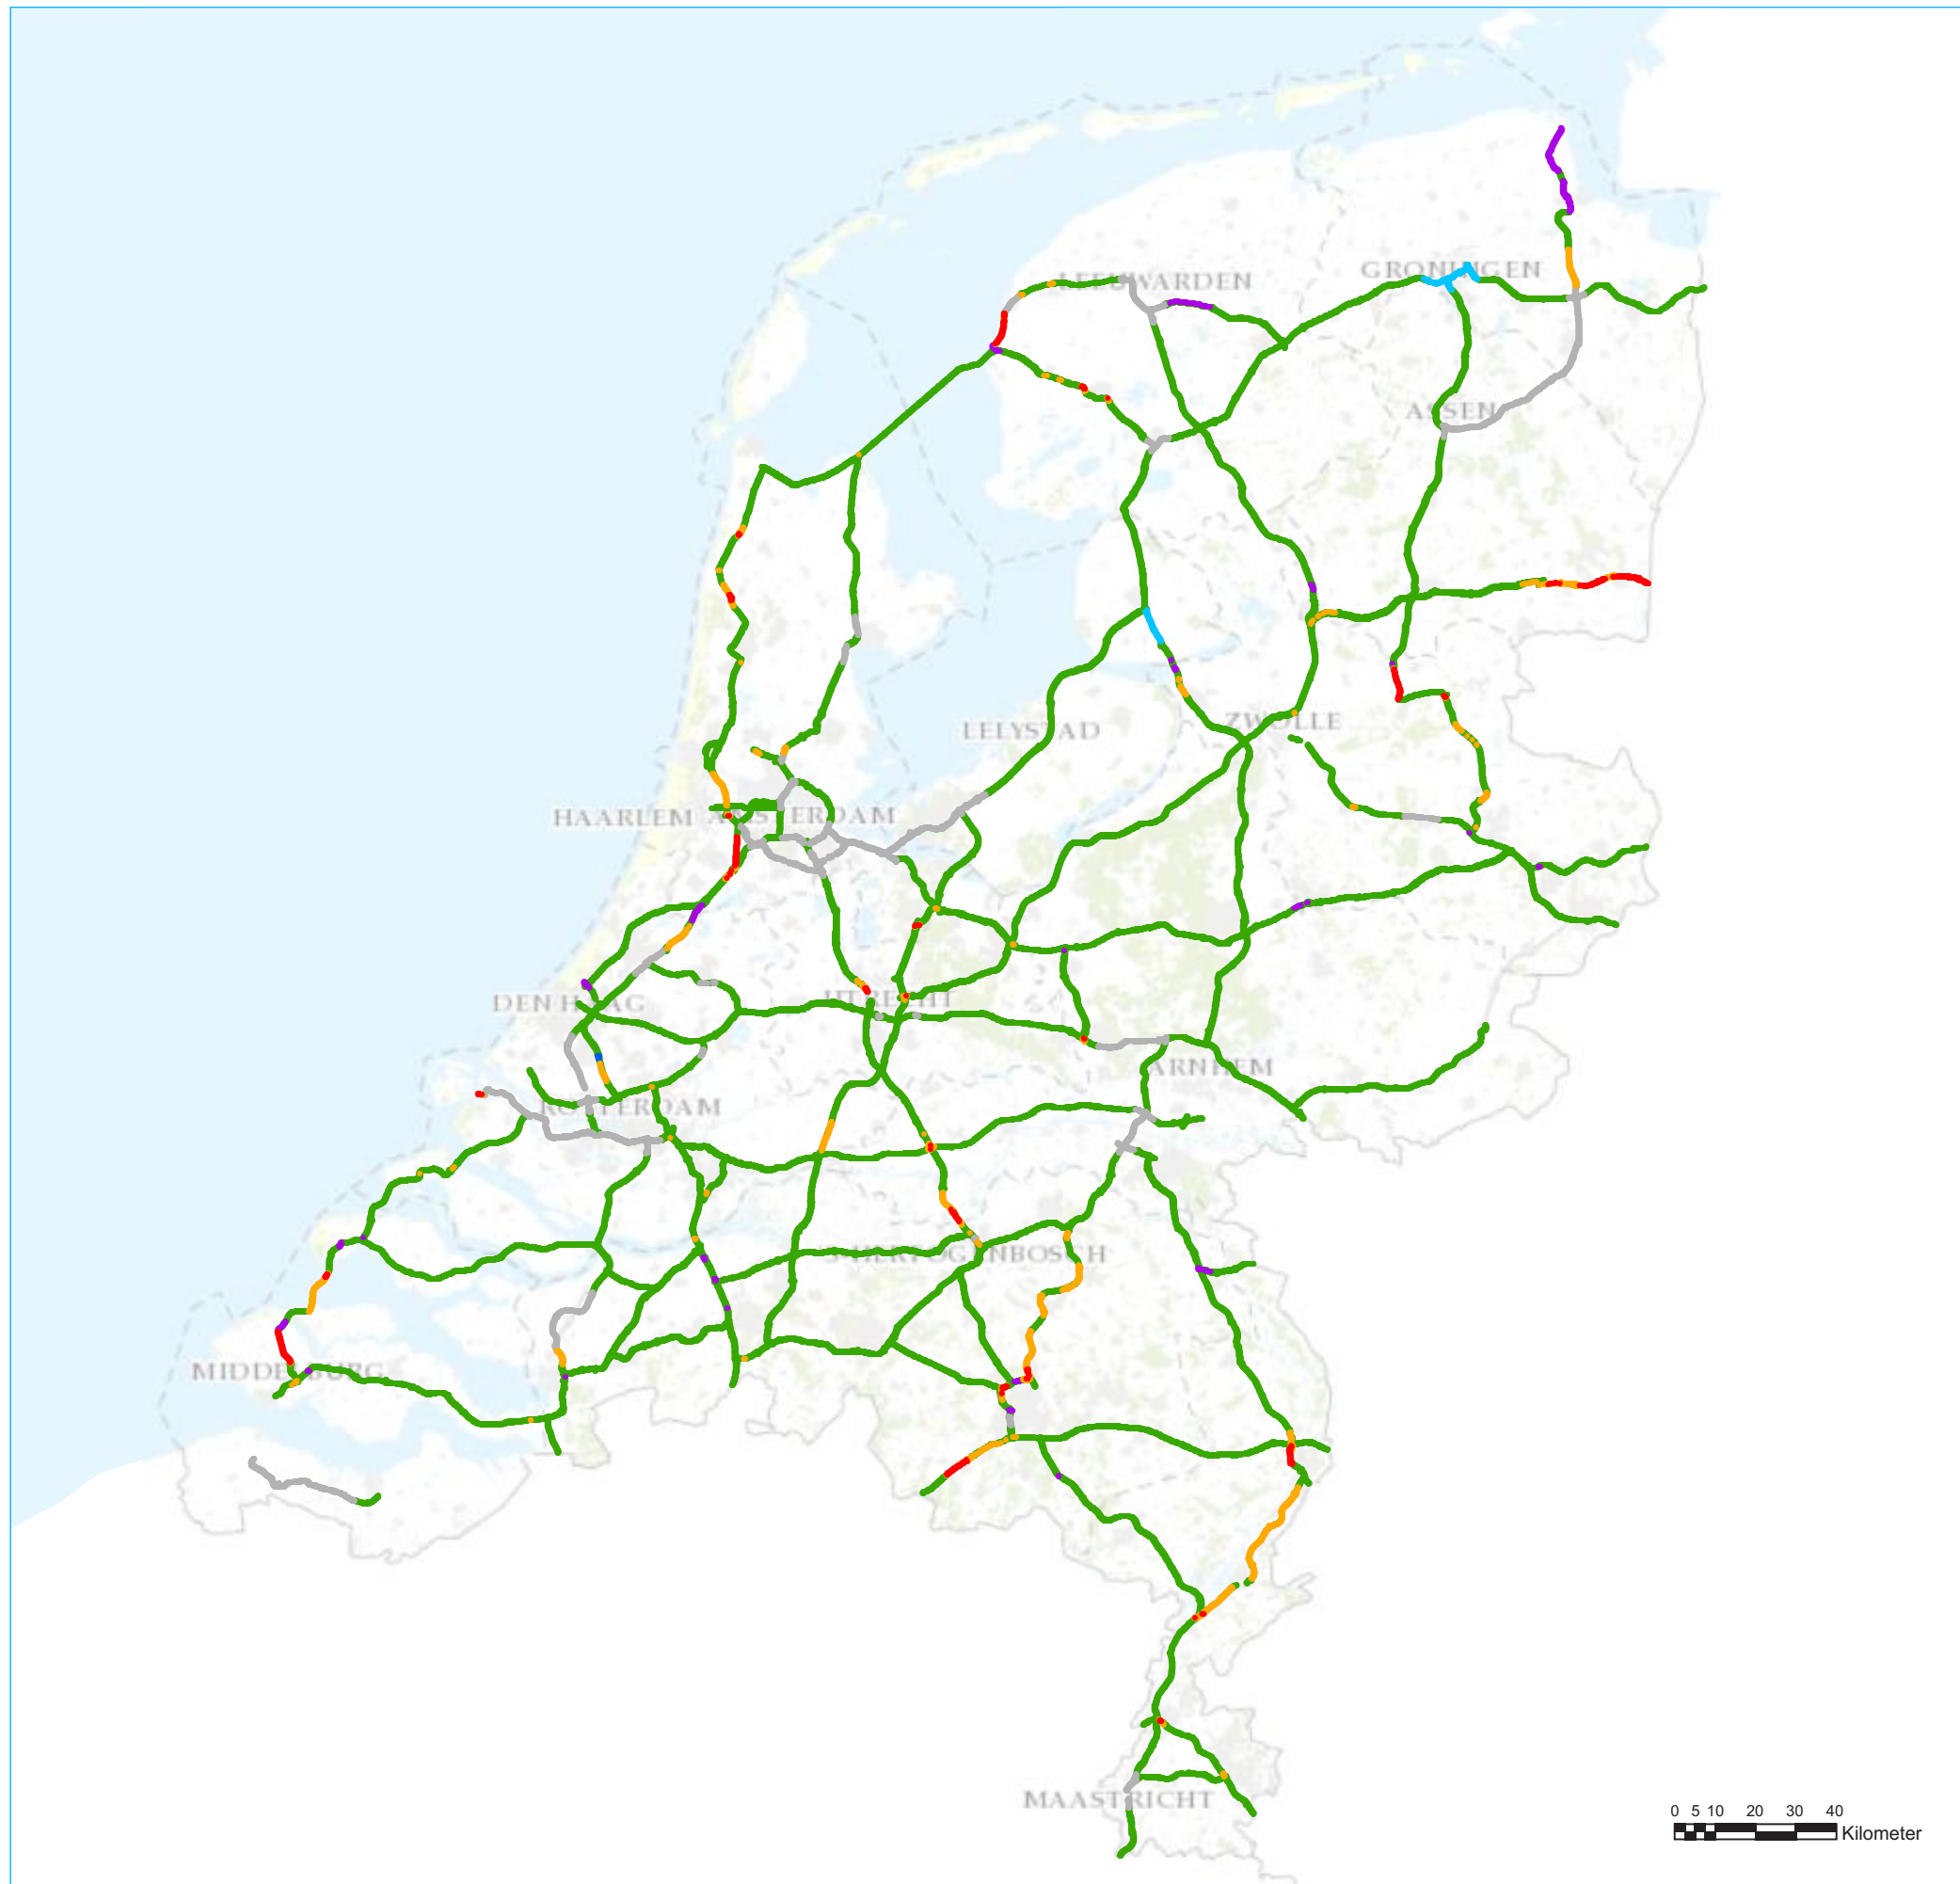 LEEUWARDEN
GRONINGEN
ASSEN
ZWOLLE
LELYSTAD
HAARLEM
AMSTERDAM
DEN HAAG
UTRECHT
ARNHEM
ROTTERDAM
'S-HERTOGENBOSCH
MIDDELBURG
MAASTRICHT
0 5 10 20 30 40
Kilometer